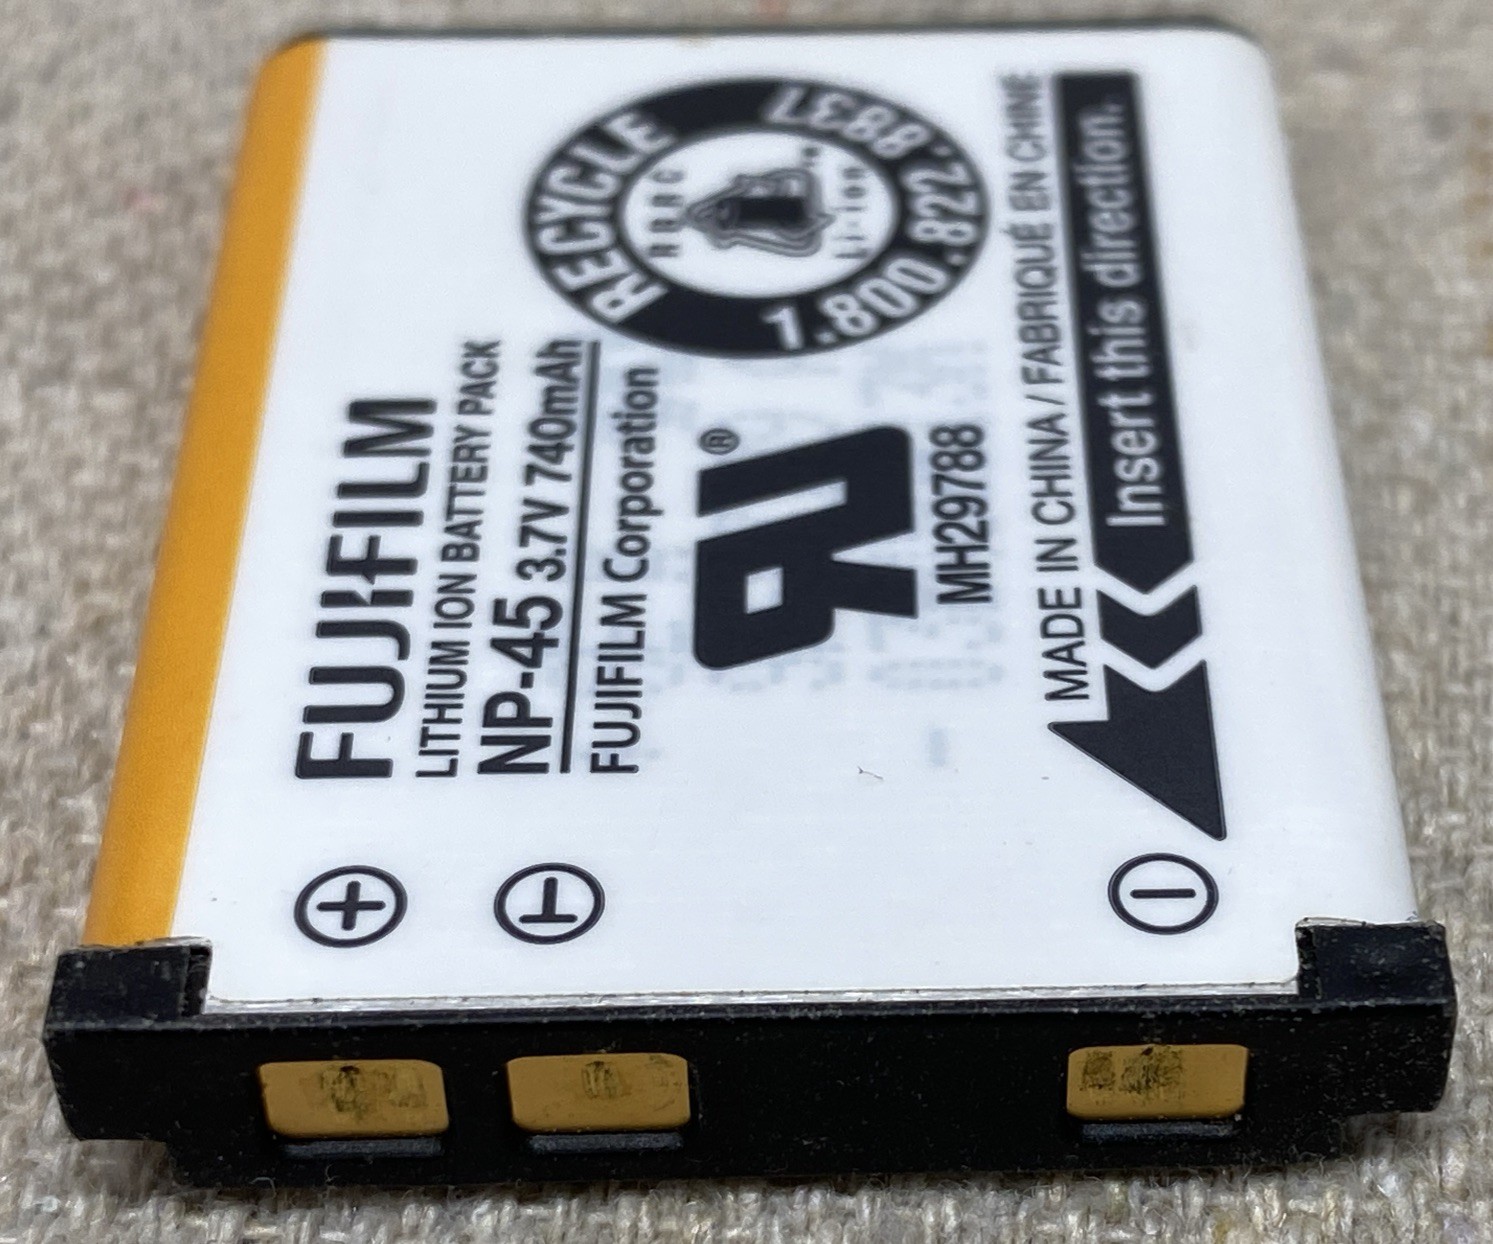 FUJIFILM
LITHIUM ION BATTERY PACK
NP-45 3.7V 740mAh
FUJIFILM Corporation
RECYCLE
1.800.822.8837
RBRC
Li-ion
®
MH29788
MADE IN CHINA / FABRIQUÉ EN CHINE
Insert this direction.
+
T
−